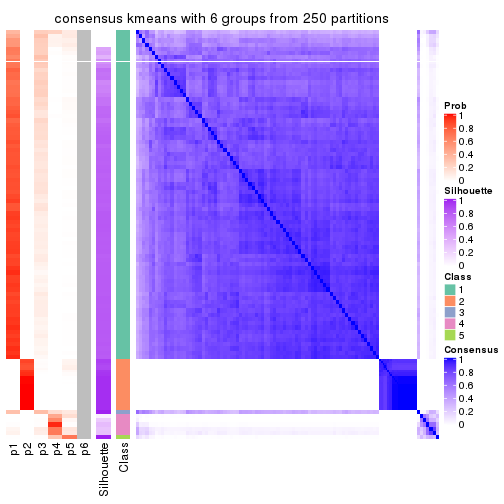 consensus kmeans with 6 groups from 250 partitions
Prob
1
0.8
0.6
0.4
0.2
0
Silhouette
1
0.8
0.6
0.4
0.2
0
Class
1
2
3
4
5
Consensus
1
0.8
0.6
0.4
0.2
0
p1
p2
p3
p4
p5
p6
Silhouette
Class